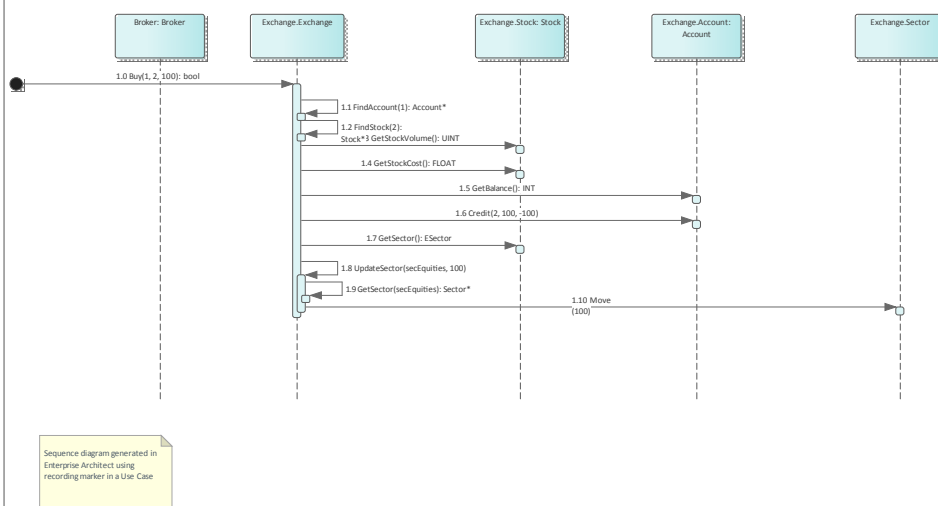 Broker: Broker
Exchange.Exchange
Exchange.Stock: Stock
Exchange.Account:
Account
Exchange.Sector
1.0 Buy(1, 2, 100): bool
1.1 FindAccount(1): Account*
1.2 FindStock(2):
Stock*3 GetStockVolume(): UINT
1.4 GetStockCost(): FLOAT
1.5 GetBalance(): INT
1.6 Credit(2, 100, -100)
1.7 GetSector(): ESector
1.8 UpdateSector(secEquities, 100)
1.9 GetSector(secEquities): Sector*
1.10 Move
(100)
Sequence diagram generated in
Enterprise Architect using
recording marker in a Use Case